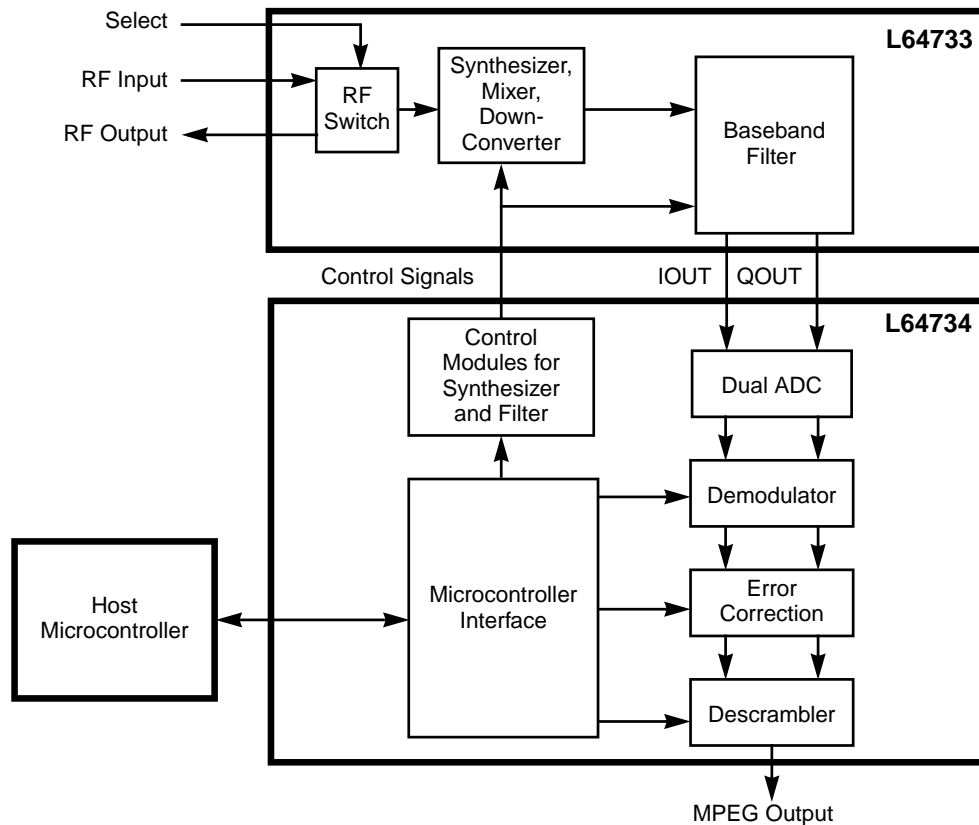 Select
L64733
RF Input
RF Output
RF
Switch
Synthesizer,
Mixer,
Down-
Converter
Baseband
Filter
Control Signals
IOUT
QOUT
L64734
Control
Modules for
Synthesizer
and Filter
Dual ADC
Demodulator
Host
Microcontroller
Microcontroller
Interface
Error
Correction
Descrambler
MPEG Output